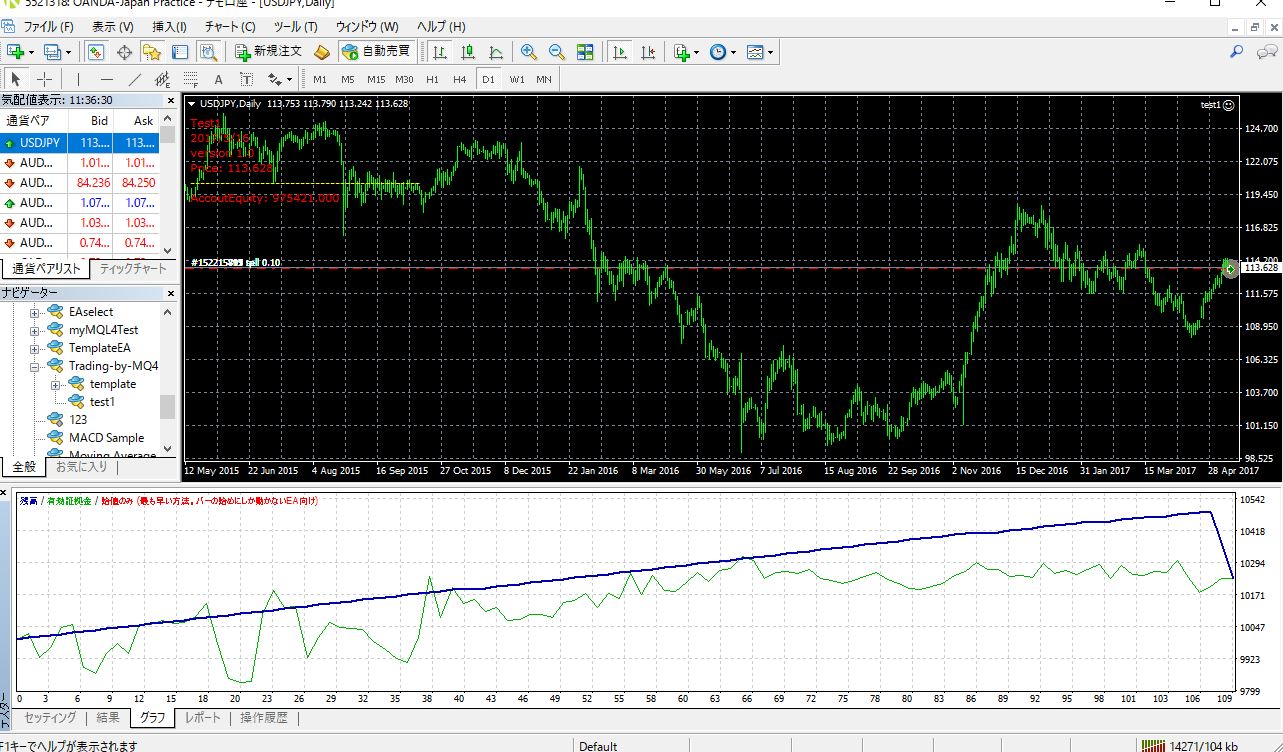 5521318: OANDA-Japan Practice - デモ口座 - [USDJPY,Daily]
ファイル (F) 表示 (V) 挿入(I) チャート (C) ツール (T) ウィンドウ (W) ヘルプ (H)
新規注文 自動売買
A T M1 M5 M15 M30 H1 H4 D1 W1 MN
気配値表示: 11:36:30
通貨ペア Bid Ask
USDJPY 113.... 113....
AUD... 1.01... 1.01...
AUD... 84.236 84.250
AUD... 1.07... 1.07...
AUD... 1.03... 1.03...
AUD... 0.74... 0.74...
通貨ペアリスト ティックチャート
ナビゲーター
EAselect
myMQL4Test
TemplateEA
Trading-by-MQ4
template
test1
123
MACD Sample
Moving Average
全般 お気に入り
USDJPY,Daily 113.753 113.790 113.242 113.628
test1
Test1
version 1.0
Price: 113.628
AccoutEquity: 975421.000
sell 0.10
124.700
122.075
119.450
116.825
114.200
113.628
111.575
108.950
106.325
103.700
101.150
98.525
12 May 2015 22 Jun 2015 4 Aug 2015 16 Sep 2015 27 Oct 2015 8 Dec 2015 22 Jan 2016 8 Mar 2016 30 May 2016 7 Jul 2016 15 Aug 2016 22 Sep 2016 2 Nov 2016 15 Dec 2016 31 Jan 2017 15 Mar 2017 28 Apr 2017
残高 / 有効証拠金 / 始値のみ (最も早い方法。バーの始めにしか動かないEA向け)
10542
10418
10294
10171
10047
9923
9799
0 3 6 9 12 15 18 20 23 26 29 32 35 38 40 43 46 49 52 55 58 60 63 66 69 72 75 78 80 83 86 89 92 95 98 101 103 106 109
セッティング 結果 グラフ レポート 操作履歴
F1キーでヘルプが表示されます Default 14271/104 kb